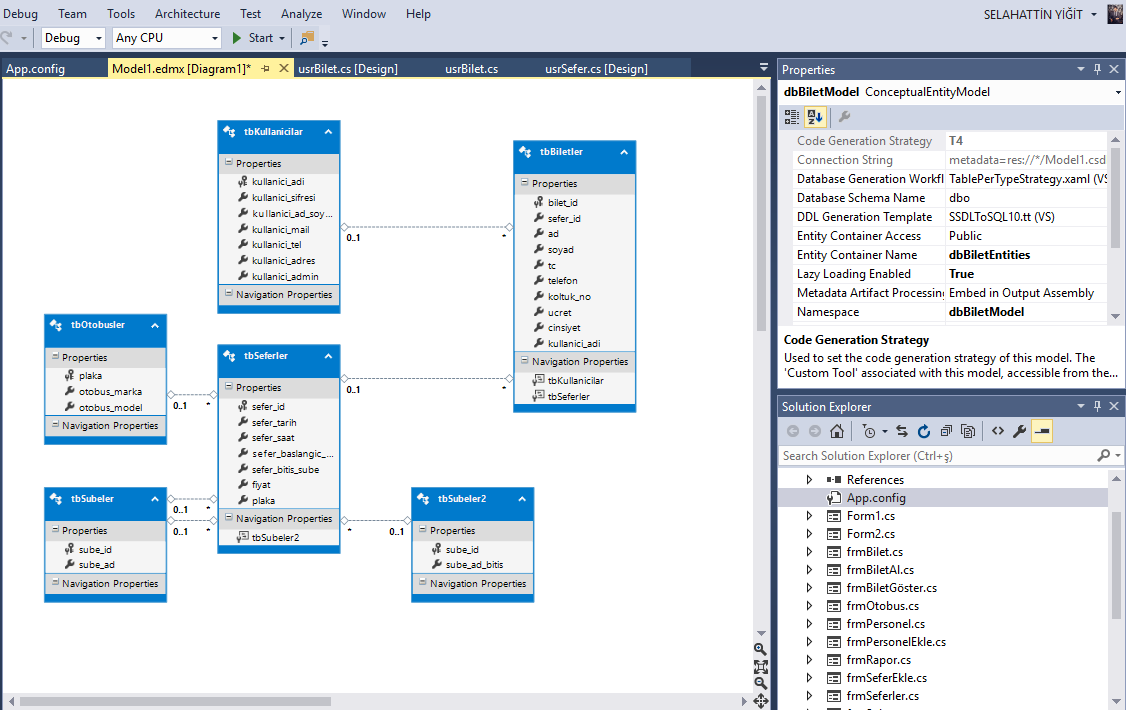 Debug Team Tools Architecture Test Analyze Window Help SELAHATTİN YİĞİT
Debug Any CPU Start
App.config Model1.edmx [Diagram1]* usrBilet.cs [Design] usrBilet.cs usrSefer.cs [Design]
tbKullanicilar
Properties
kullanici_adi
kullanici_sifresi
kullanici_ad_soy...
kullanici_mail
kullanici_tel
kullanici_adres
kullanici_admin
Navigation Properties
0..1 *
tbBiletler
Properties
bilet_id
sefer_id
ad
soyad
tc
telefon
koltuk_no
ucret
cinsiyet
kullanici_adi
Navigation Properties
tbKullanicilar
tbSeferler
tbOtobusler
Properties
plaka
otobus_marka
otobus_model
Navigation Properties
0..1 *
tbSeferler
Properties
sefer_id
sefer_tarih
sefer_saat
sefer_baslangic_...
sefer_bitis_sube
fiyat
plaka
Navigation Properties
tbSubeler2
0..1 *
tbSubeler
Properties
sube_id
sube_ad
Navigation Properties
0..1 *
0..1 *
tbSubeler2
Properties
sube_id
sube_ad_bitis
Navigation Properties
* 0..1
Properties
dbBiletModel ConceptualEntityModel
Code Generation Strategy T4
Connection String metadata=res://*/Model1.csd
Database Generation Workfl TablePerTypeStrategy.xaml (VS
Database Schema Name dbo
DDL Generation Template SSDLToSQL10.tt (VS)
Entity Container Access Public
Entity Container Name dbBiletEntities
Lazy Loading Enabled True
Metadata Artifact Processing Embed in Output Assembly
Namespace dbBiletModel
Code Generation Strategy
Used to set the code generation strategy of this model. The
'Custom Tool' associated with this model, accessible from the...
Solution Explorer
Search Solution Explorer (Ctrl+ş)
References
App.config
Form1.cs
Form2.cs
frmBilet.cs
frmBiletAl.cs
frmBiletGöster.cs
frmOtobus.cs
frmPersonel.cs
frmPersonelEkle.cs
frmRapor.cs
frmSeferEkle.cs
frmSeferler.cs